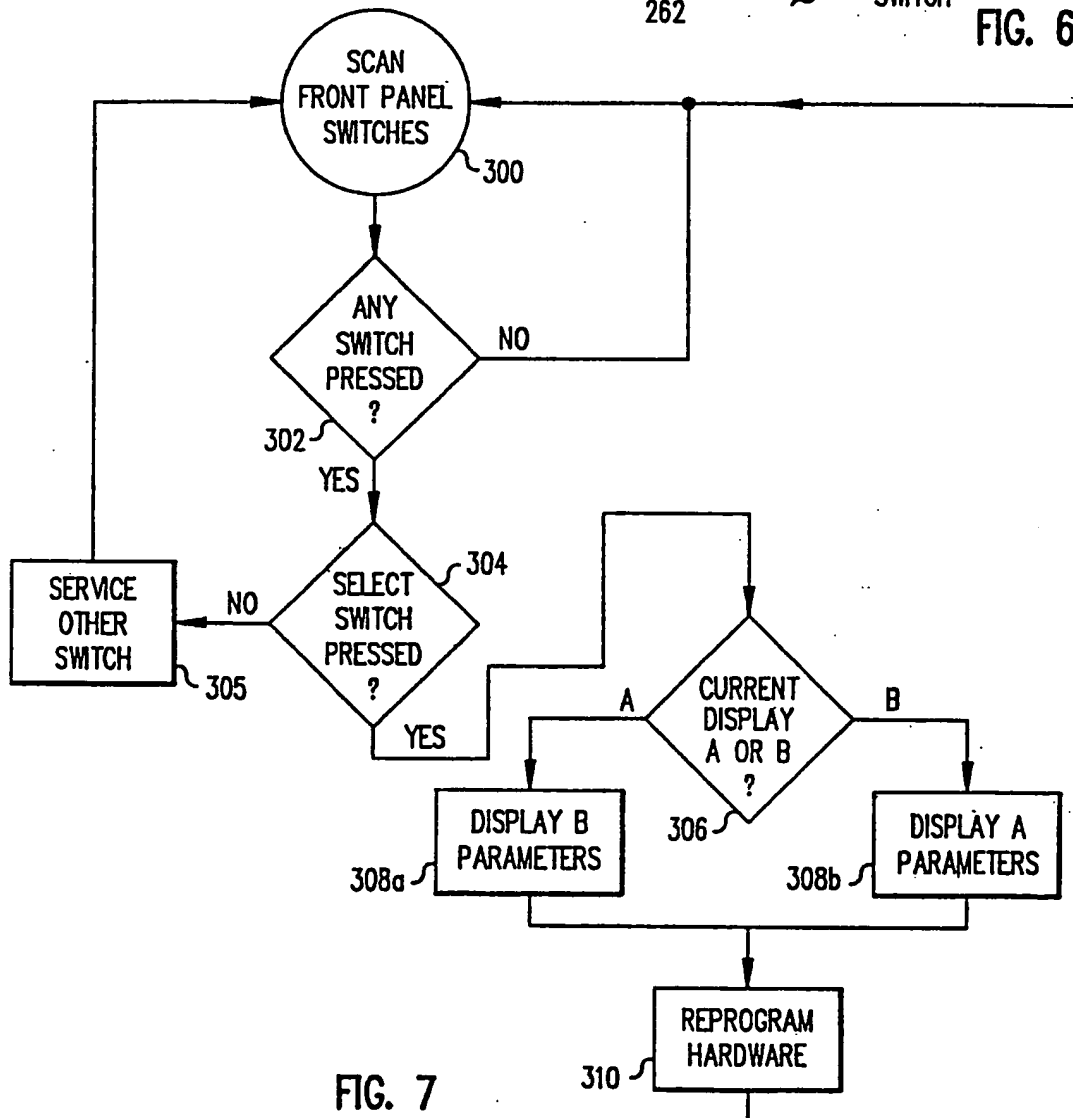 262
SWITCH
FIG. 6
SCAN
FRONT PANEL
SWITCHES
300
ANY
SWITCH
PRESSED
?
NO
302
YES
304
SELECT
SWITCH
PRESSED
?
NO
SERVICE
OTHER
SWITCH
305
YES
CURRENT
DISPLAY
A OR B
?
A
B
306
DISPLAY B
PARAMETERS
308a
DISPLAY A
PARAMETERS
308b
REPROGRAM
HARDWARE
310
FIG. 7